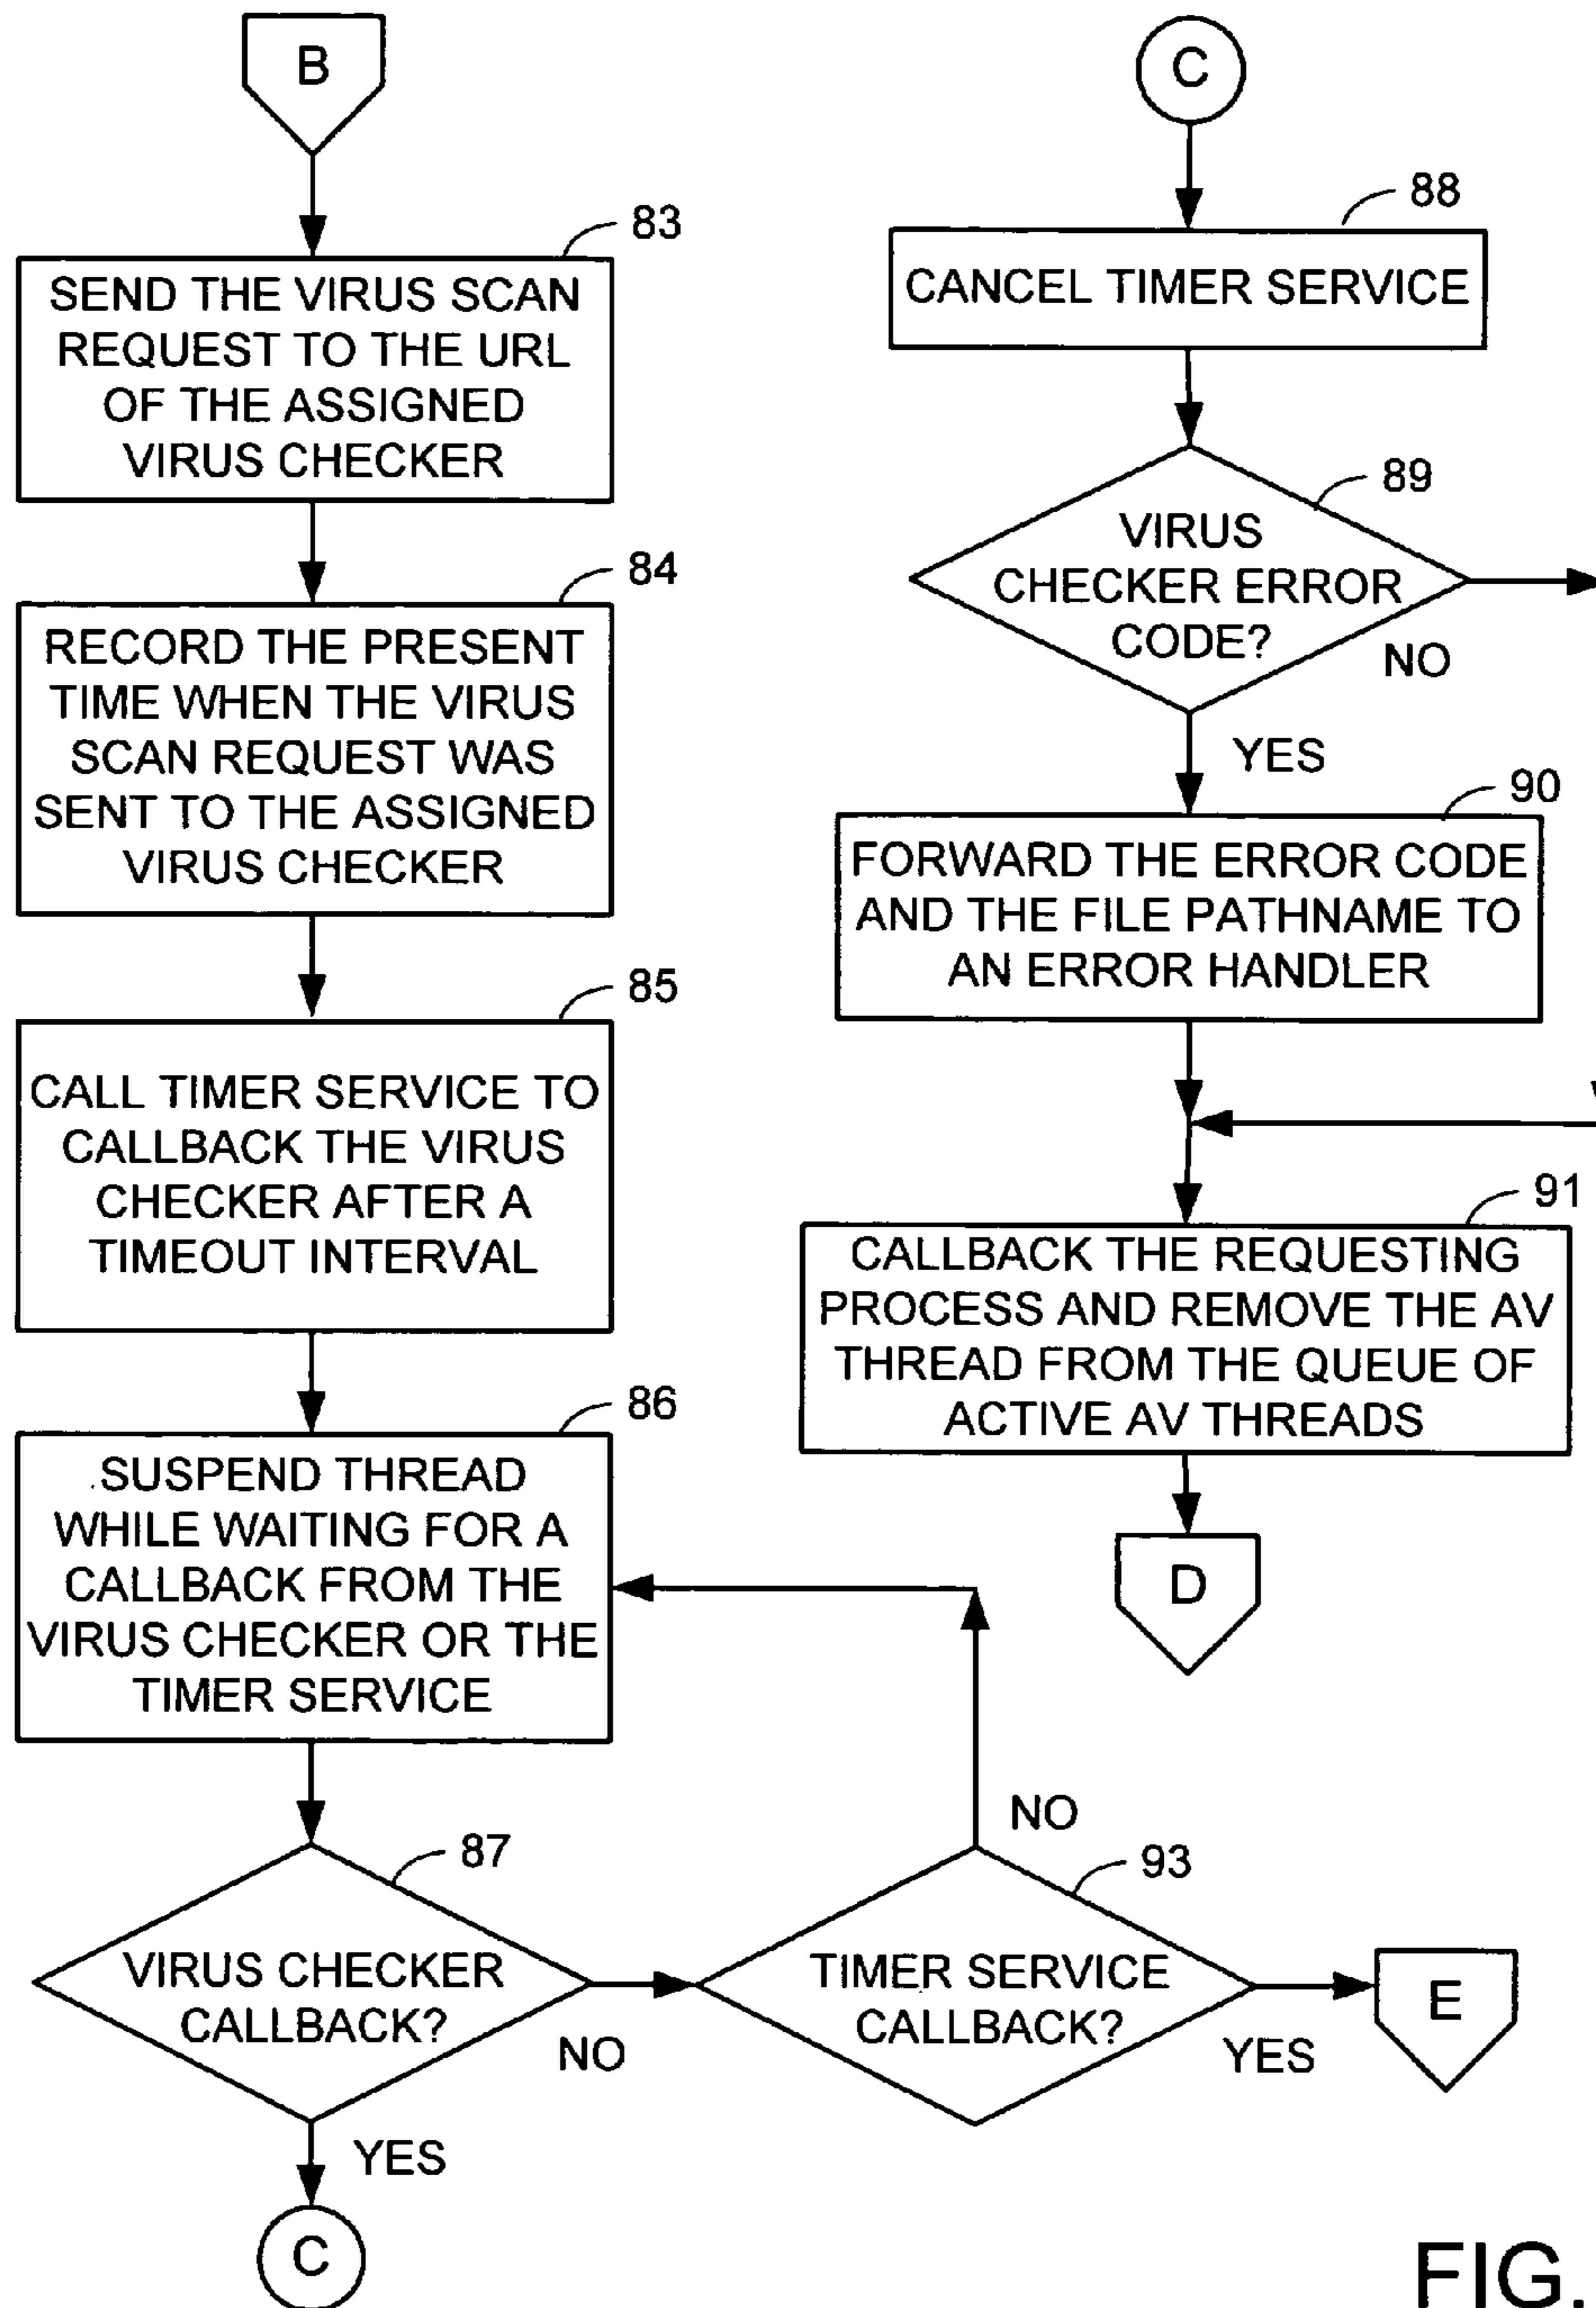 B
83
SEND THE VIRUS SCAN
REQUEST TO THE URL
OF THE ASSIGNED
VIRUS CHECKER
84
RECORD THE PRESENT
TIME WHEN THE VIRUS
SCAN REQUEST WAS
SENT TO THE ASSIGNED
VIRUS CHECKER
85
CALL TIMER SERVICE TO
CALLBACK THE VIRUS
CHECKER AFTER A
TIMEOUT INTERVAL
86
SUSPEND THREAD
WHILE WAITING FOR A
CALLBACK FROM THE
VIRUS CHECKER OR THE
TIMER SERVICE
87
VIRUS CHECKER
CALLBACK?
NO
YES
C
93
TIMER SERVICE
CALLBACK?
NO
YES
E
C
88
CANCEL TIMER SERVICE
89
VIRUS
CHECKER ERROR
CODE?
NO
YES
90
FORWARD THE ERROR CODE
AND THE FILE PATHNAME TO
AN ERROR HANDLER
91
CALLBACK THE REQUESTING
PROCESS AND REMOVE THE AV
THREAD FROM THE QUEUE OF
ACTIVE AV THREADS
D
FIG.